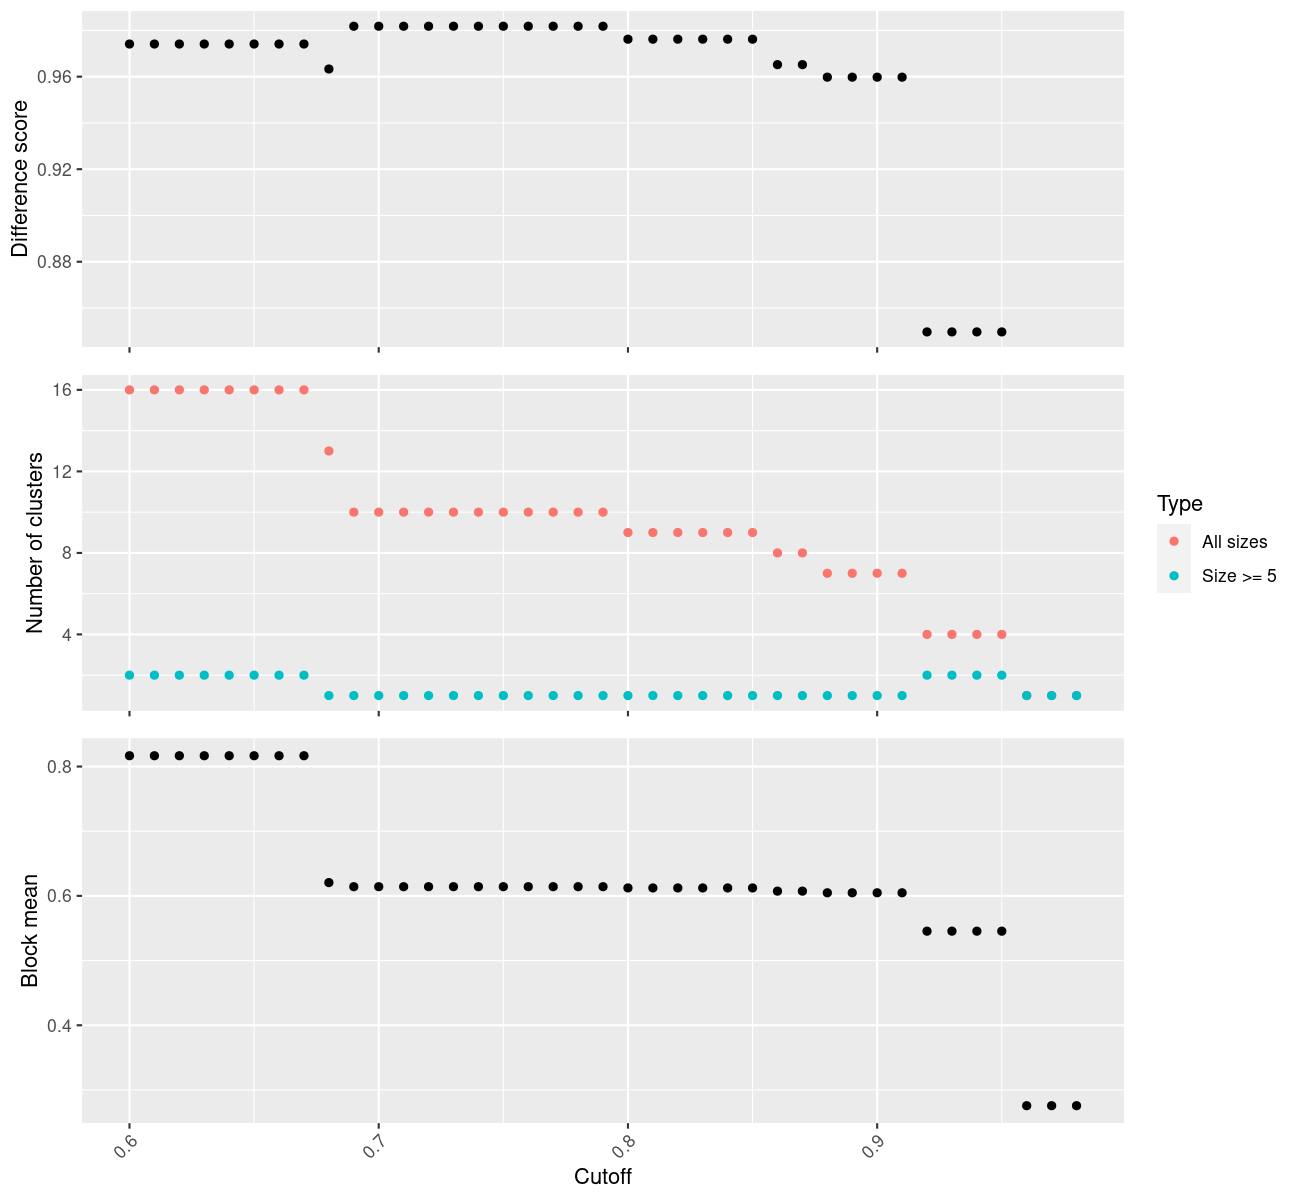 Difference score
0.96
0.92
0.88
Number of clusters
16
12
8
4
Type
All sizes
Size >= 5
Block mean
0.8
0.6
0.4
0.6
0.7
0.8
0.9
Cutoff